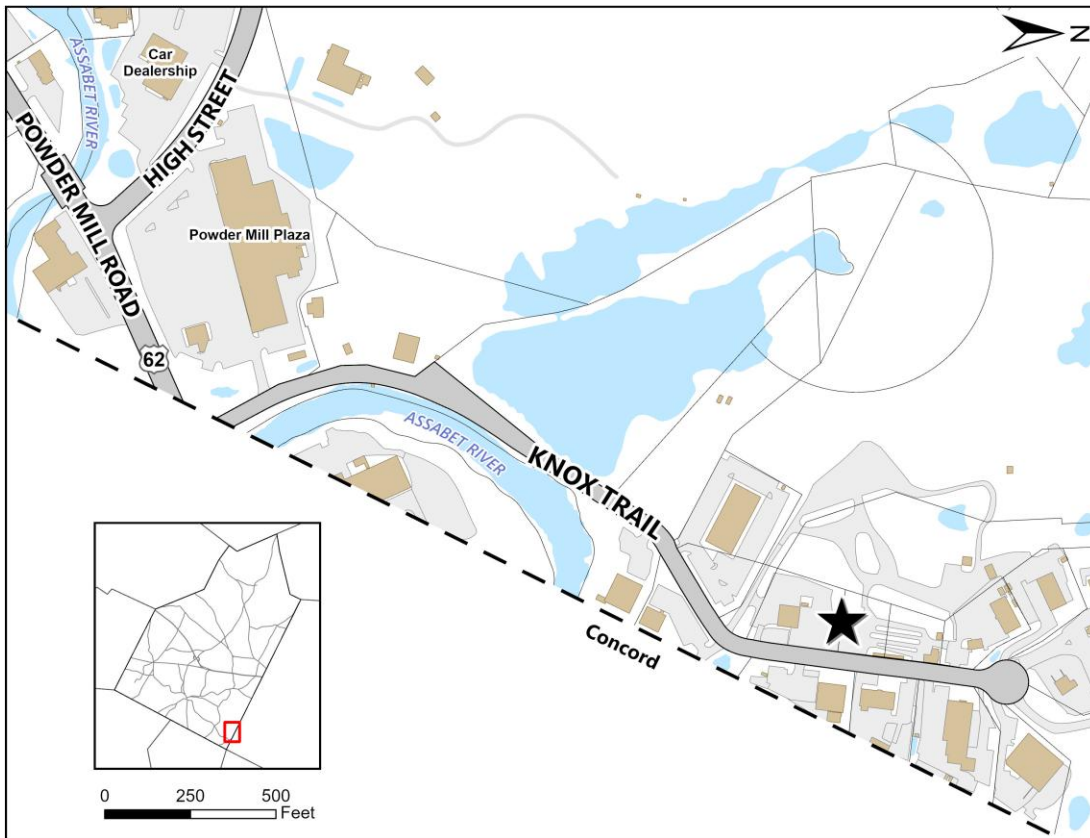 N
Car
Dealership
ASSABET RIVER
HIGH STREET
POWDER MILL ROAD
Powder Mill Plaza
62
ASSABET RIVER
KNOX TRAIL
Concord
0 250 500
Feet